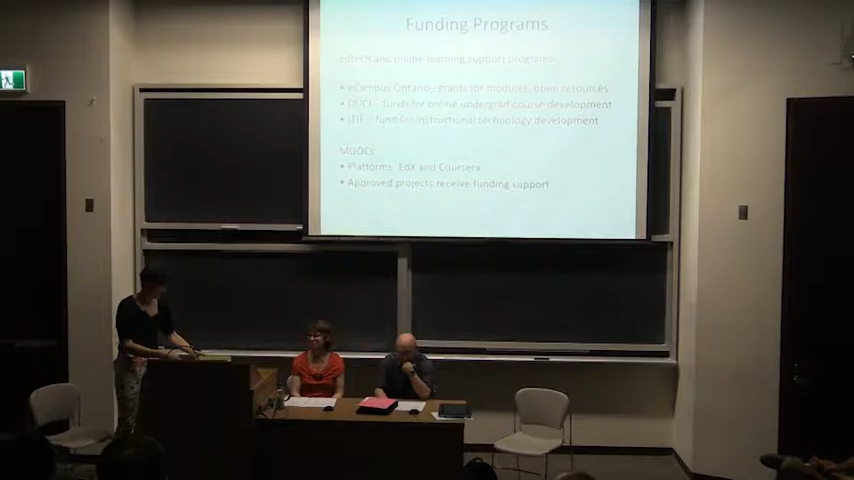 Funding Programs
Edtech and online learning support programs
• eCampus Ontario– grants for modules, open resources
• OUCI – funds for online undergrad course development
• ITIF – fund for instructional technology development
MOOCs
• Platforms: EdX and Coursera
• Approved projects receive funding support